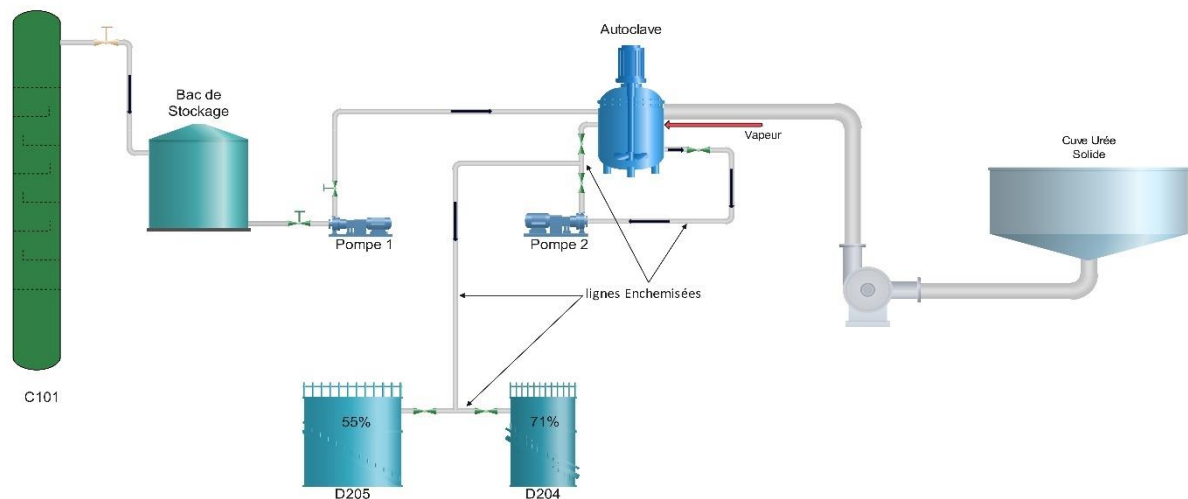 Autoclave
Bac de
Stockage
Vapeur
Cuve Urée
Solide
Pompe 1
Pompe 2
lignes Enchemisées
C101
55%
71%
D205
D204